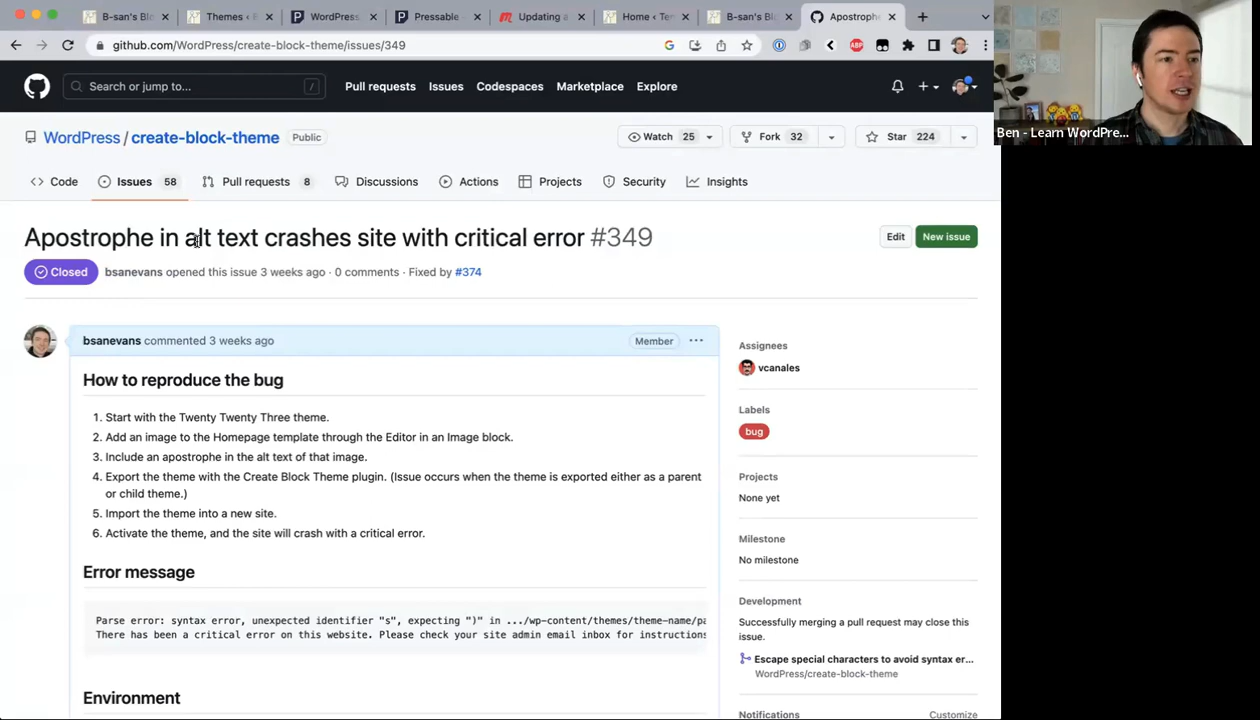 B-san's Blo
Themes ‹ B
WordPress
Pressable
Updating a
Home ‹ Ter
B-san's Blo
Apostrophe
github.com/WordPress/create-block-theme/issues/349
Search or jump to...
/
Pull requests
Issues
Codespaces
Marketplace
Explore
WordPress / create-block-theme
Public
Watch 25
Fork 32
Star 224
Code
Issues 58
Pull requests 8
Discussions
Actions
Projects
Security
Insights
Apostrophe in alt text crashes site with critical error #349
Edit
New issue
Closed
bsanevans opened this issue 3 weeks ago · 0 comments · Fixed by #374
bsanevans commented 3 weeks ago
Member
How to reproduce the bug
1. Start with the Twenty Twenty Three theme.
2. Add an image to the Homepage template through the Editor in an Image block.
3. Include an apostrophe in the alt text of that image.
4. Export the theme with the Create Block Theme plugin. (Issue occurs when the theme is exported either as a parent
or child theme.)
5. Import the theme into a new site.
6. Activate the theme, and the site will crash with a critical error.
Error message
Parse error: syntax error, unexpected identifier "s", expecting ")" in .../wp-content/themes/theme-name/pa
There has been a critical error on this website. Please check your site admin email inbox for instructions
Environment
Assignees
vcanales
Labels
bug
Projects
None yet
Milestone
No milestone
Development
Successfully merging a pull request may close this
issue.
Escape special characters to avoid syntax er...
WordPress/create-block-theme
Notifications
Customize
Ben - Learn WordPre...
ABP